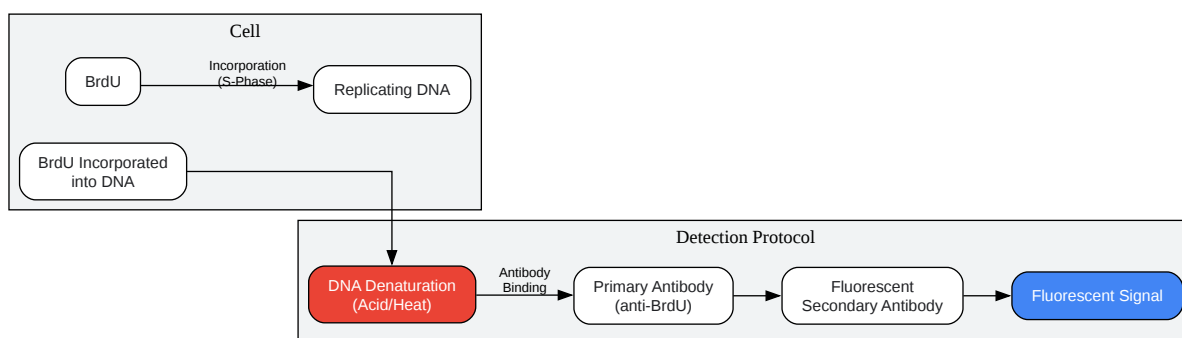 Cell
BrdU
Incorporation
(S-Phase)
Replicating DNA
BrdU Incorporated
into DNA
Detection Protocol
DNA Denaturation
(Acid/Heat)
Antibody
Binding
Primary Antibody
(anti-BrdU)
Fluorescent
Secondary Antibody
Fluorescent Signal